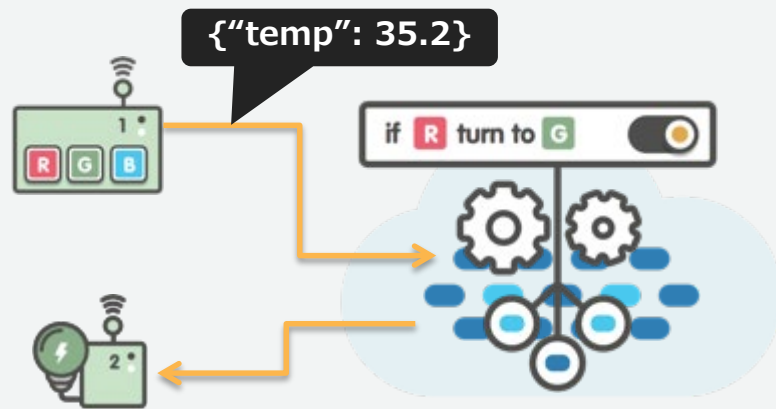 {“temp”: 35.2}
1
R G B
if R turn to G
2